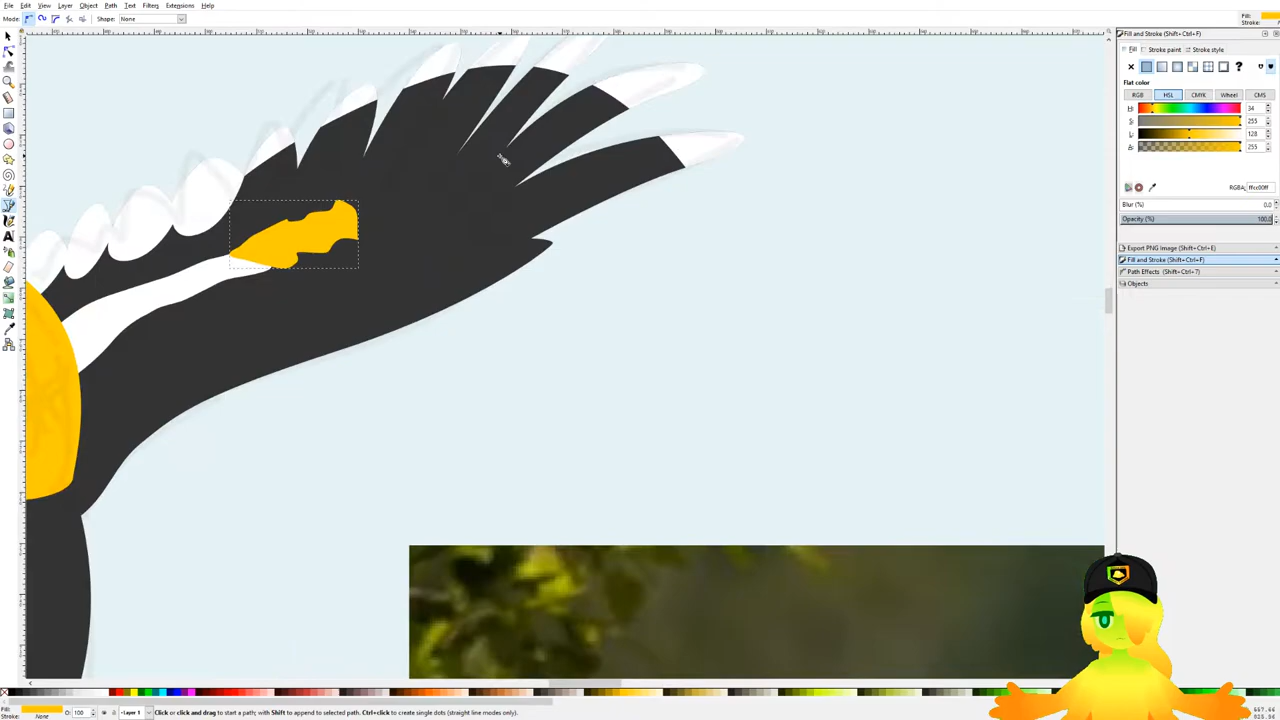 File Edit View Layer Object Path Text Filters Extensions Help
Mode: Shape: None
Fill:
Stroke:
Fill and Stroke (Shift+Ctrl+F)
Fill Stroke paint Stroke style
Flat color
RGB HSL CMYK Wheel CMS
H: 34
S: 255
L: 128
A: 255
RGBA: ffcc00ff
Blur (%) 0.0
Opacity (%) 100.0
Export PNG Image (Shift+Ctrl+E)
Fill and Stroke (Shift+Ctrl+F)
Path Effects (Shift+Ctrl+7)
Objects
Fill:
Stroke: None
O: 100
-Layer 1
Click or click and drag to start a path; with Shift to append to selected path. Ctrl+click to create single dots (straight line modes only).